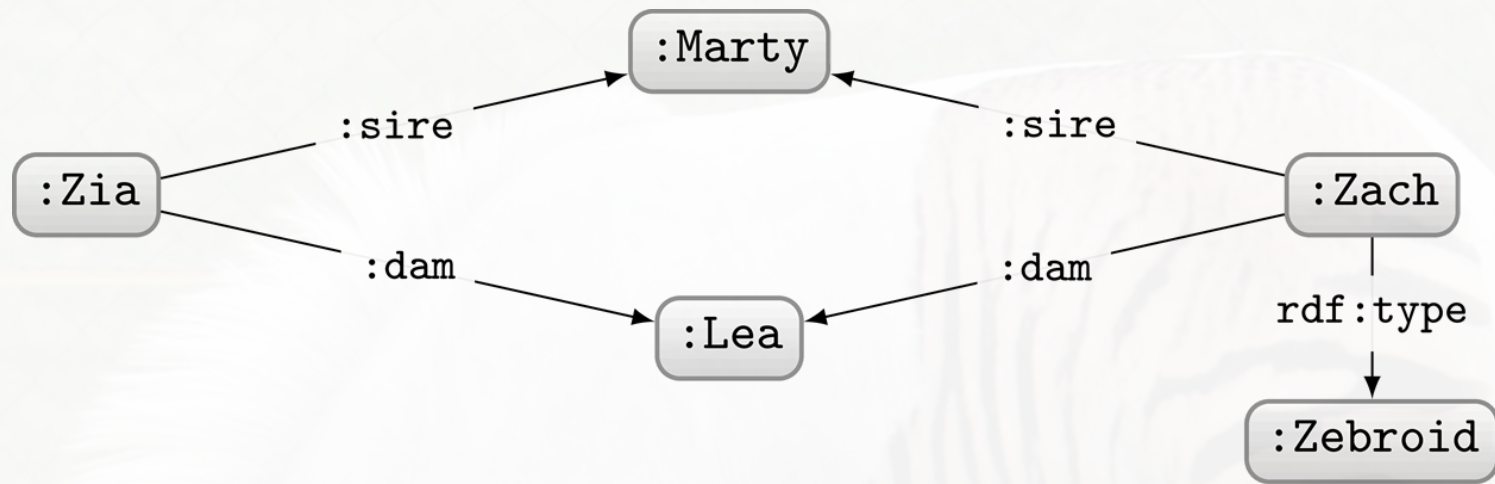 :Marty
:sire
:sire
:Zia
:Zach
:dam
:dam
rdf:type
:Lea
:Zebroid